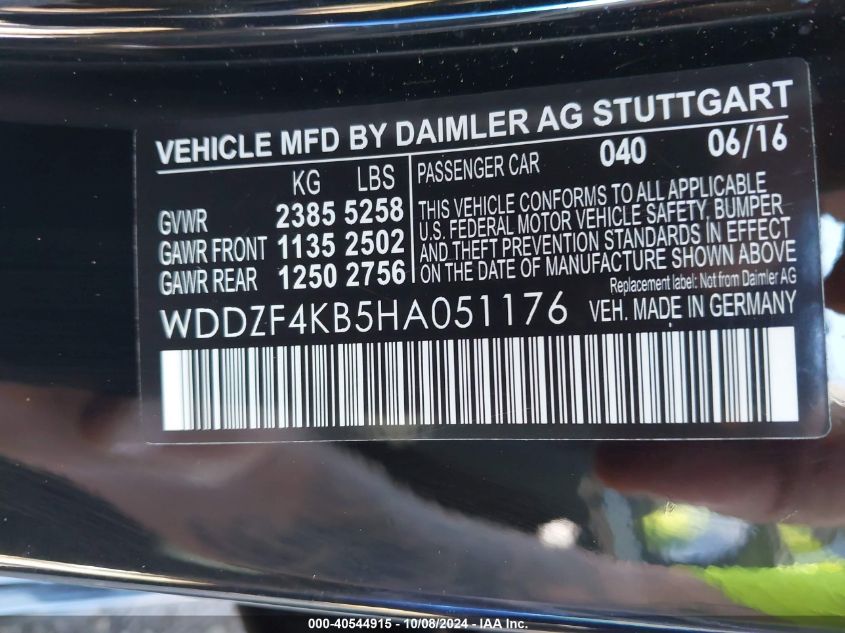 VEHICLE MFD BY DAIMLER AG STUTTGART
KG LBS
GVWR 2385 5258
GAWR FRONT 1135 2502
GAWR REAR 1250 2756
PASSENGER CAR 040 06/16
THIS VEHICLE CONFORMS TO ALL APPLICABLE
U.S. FEDERAL MOTOR VEHICLE SAFETY, BUMPER
AND THEFT PREVENTION STANDARDS IN EFFECT
ON THE DATE OF MANUFACTURE SHOWN ABOVE
Replacement label: Not from Daimler AG
WDDZF4KB5HA051176 VEH. MADE IN GERMANY
000-40544915 - 10/08/2024 - IAA Inc.